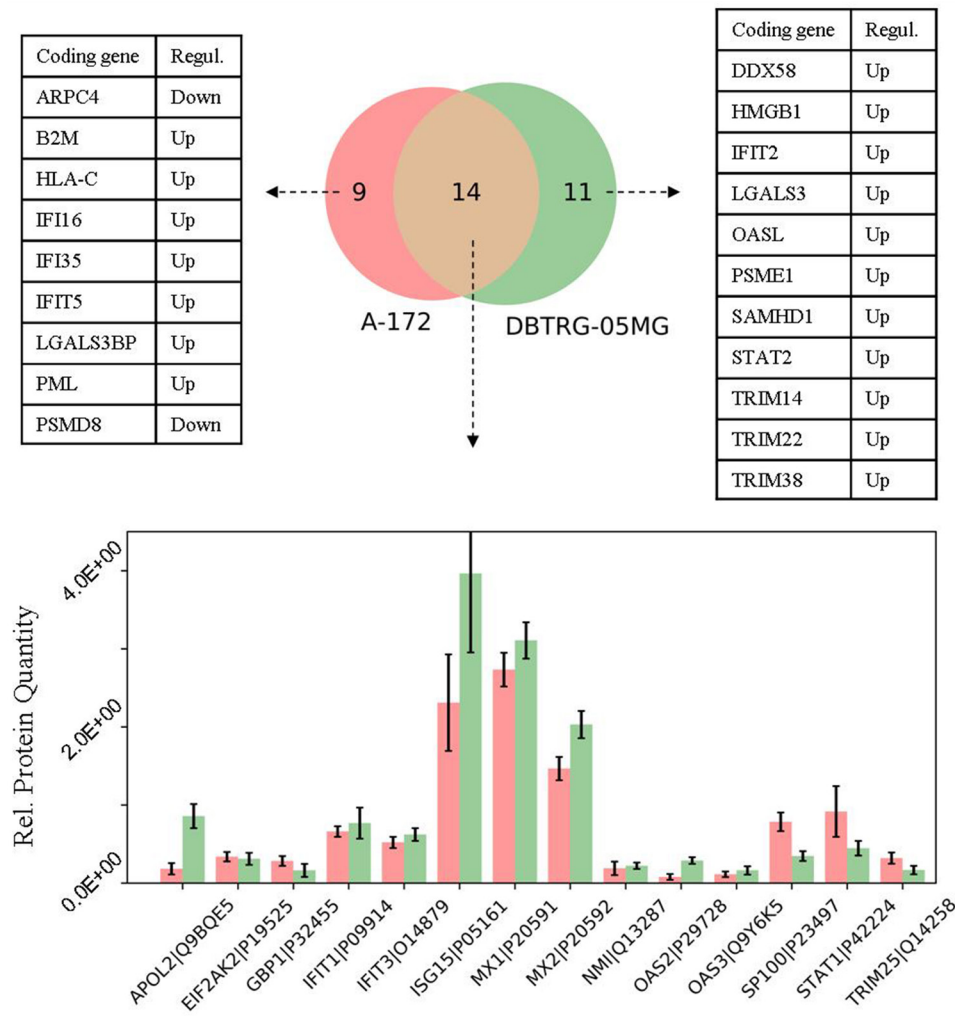 Coding gene Regul.
ARPC4 Down
B2M Up
HLA-C Up
IFI16 Up
IFI35 Up
IFIT5 Up
LGALS3BP Up
PML Up
PSMD8 Down
9 14 11
A-172
DBTRG-05MG
Coding gene Regul.
DDX58 Up
HMGB1 Up
IFIT2 Up
LGALS3 Up
OASL Up
PSME1 Up
SAMHD1 Up
STAT2 Up
TRIM14 Up
TRIM22 Up
TRIM38 Up
Rel. Protein Quantity
4.0E+00
2.0E+00
0.0E+00
APOL2|Q9BQE5
EIF2AK2|P19525
GBP1|P32455
IFIT1|P09914
IFIT3|O14879
ISG15|P05161
MX1|P20591
MX2|P20592
NMI|Q13287
OAS2|P29728
OAS3|Q9Y6K5
SP100|P23497
STAT1|P42224
TRIM25|Q14258